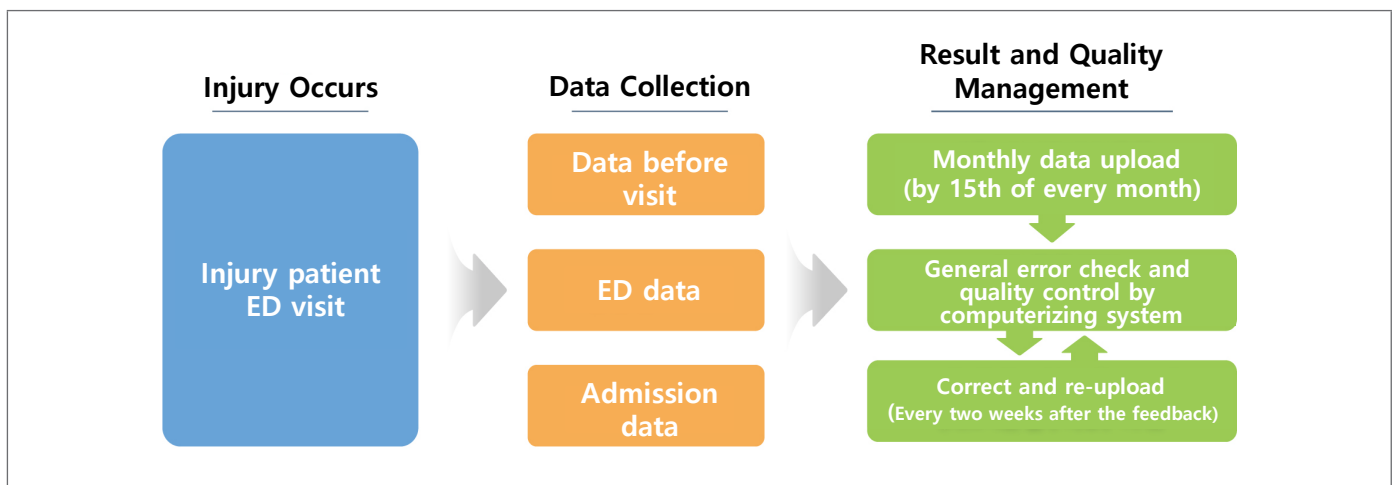 Injury Occurs
Injury patient
ED visit
Data Collection
Data before
visit
ED data
Admission
data
Result and Quality
Management
Monthly data upload
(by 15th of every month)
General error check and
quality control by
computerizing system
Correct and re-upload
(Every two weeks after the feedback)